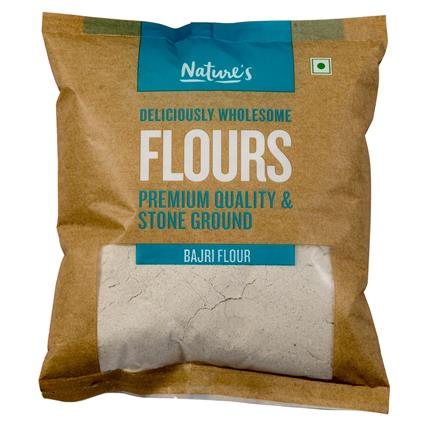 Nature's
DELICIOUSLY WHOLESOME
FLOURS
PREMIUM QUALITY &
STONE GROUND
BAJRI FLOUR